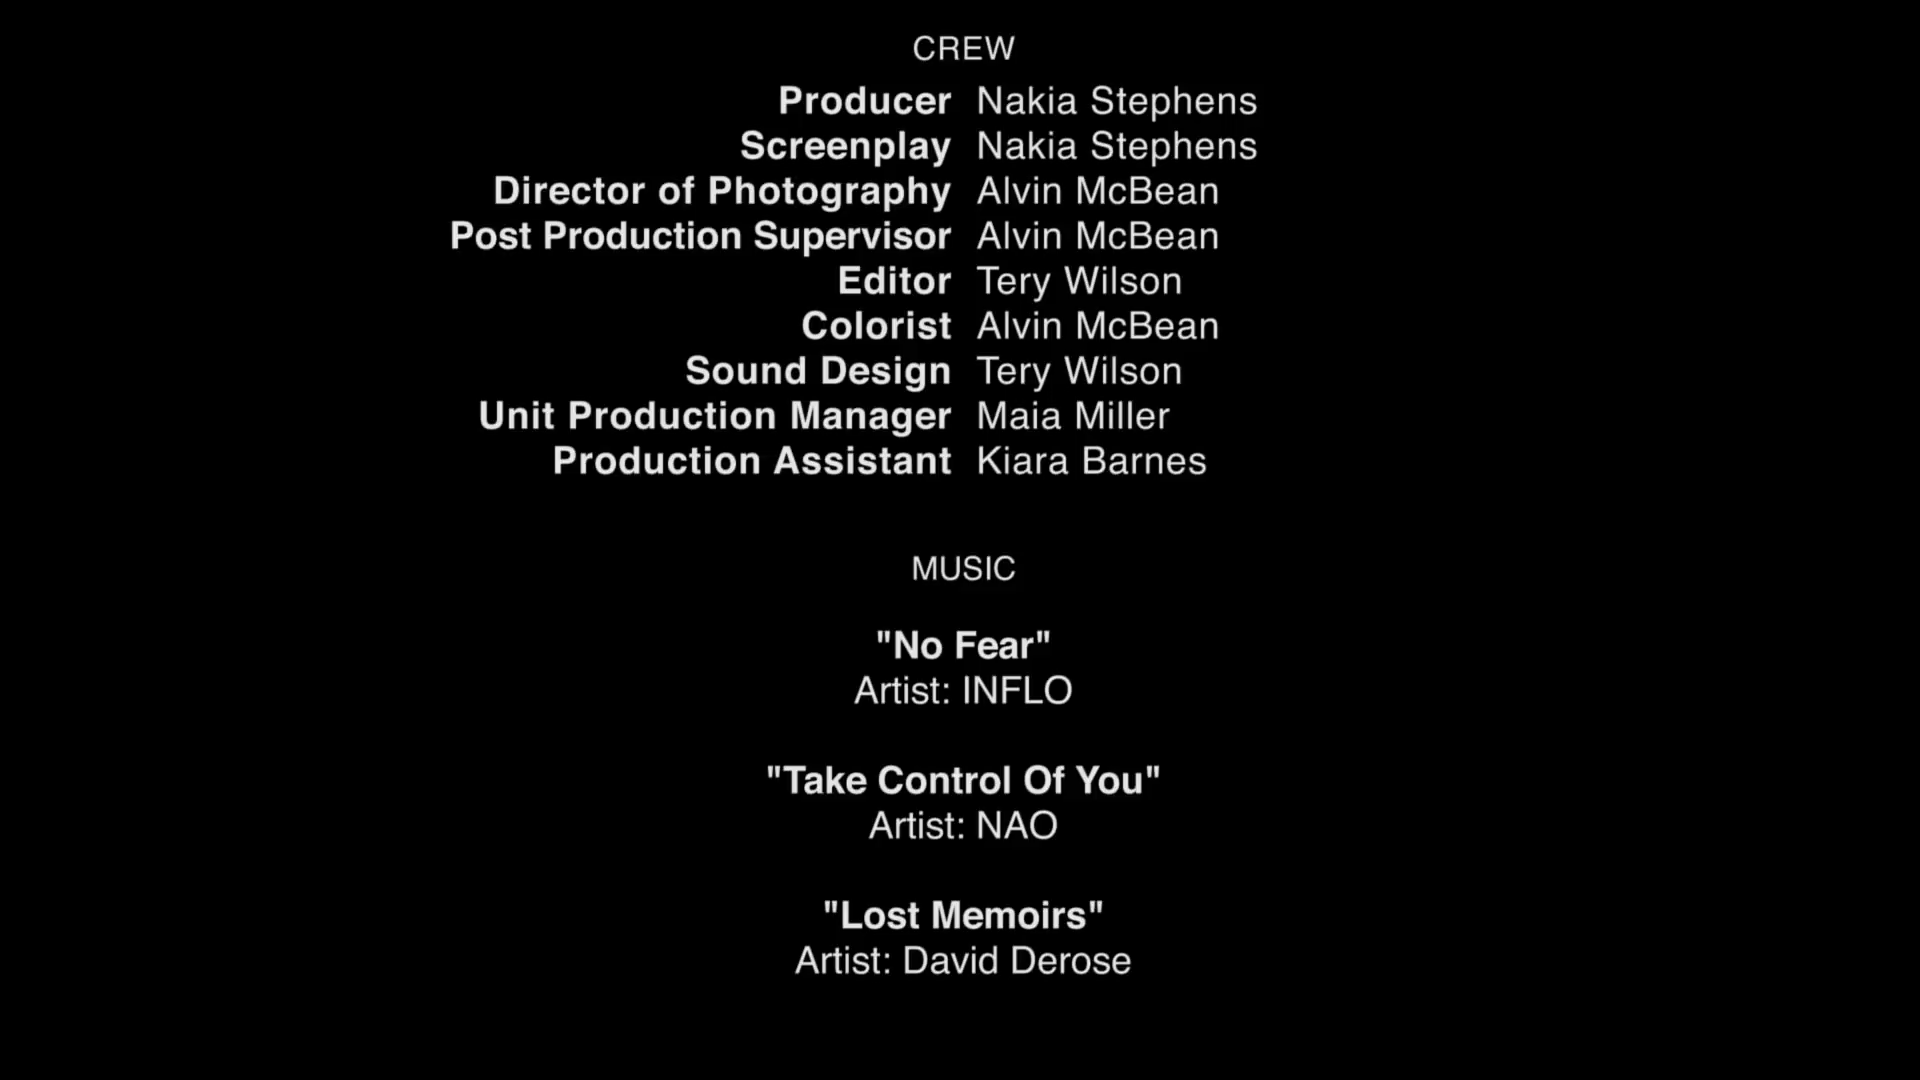 CREW
Producer Nakia Stephens
Screenplay Nakia Stephens
Director of Photography Alvin McBean
Post Production Supervisor Alvin McBean
Editor Tery Wilson
Colorist Alvin McBean
Sound Design Tery Wilson
Unit Production Manager Maia Miller
Production Assistant Kiara Barnes
MUSIC
"No Fear"
Artist: INFLO
"Take Control Of You"
Artist: NAO
"Lost Memoirs"
Artist: David Derose